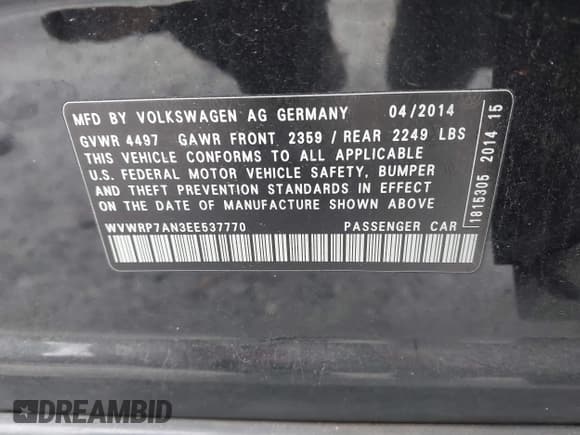 MFD BY VOLKSWAGEN AG GERMANY 04/2014
GVWR 4497 GAWR FRONT 2359 / REAR 2249 LBS
THIS VEHICLE CONFORMS TO ALL APPLICABLE
U.S. FEDERAL MOTOR VEHICLE SAFETY, BUMPER
AND THEFT PREVENTION STANDARDS IN EFFECT
ON THE DATE OF MANUFACTURE SHOWN ABOVE
WVWRP7AN3EE537770 PASSENGER CAR
1815305 2014 15
DREAMBID